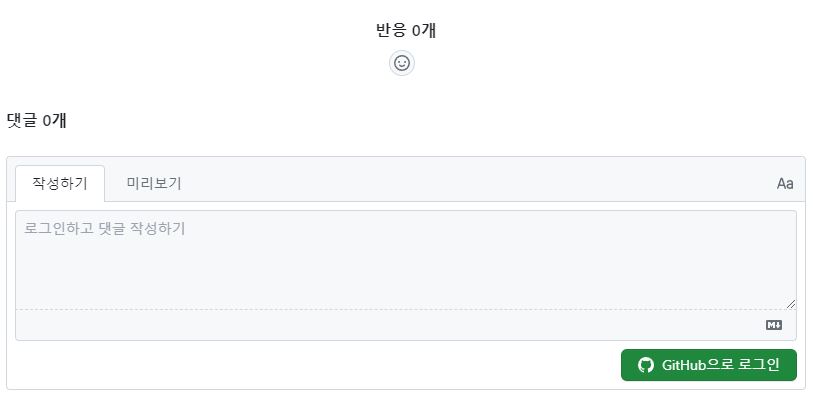 반응 0개
댓글 0개
작성하기 미리보기 Aa
로그인하고 댓글 작성하기
M↓
GitHub으로 로그인